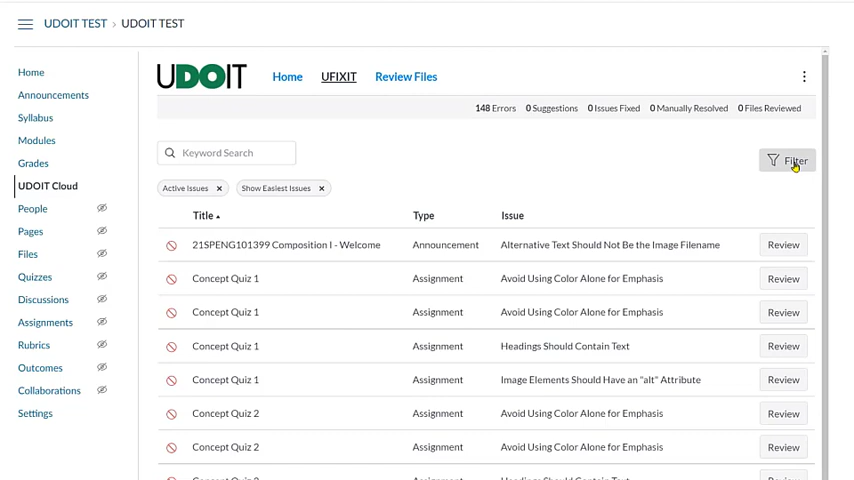 UDOIT TEST > UDOIT TEST
Home
Announcements
Syllabus
Modules
Grades
UDOIT Cloud
People
Pages
Files
Quizzes
Discussions
Assignments
Rubrics
Outcomes
Collaborations
Settings
UDOIT Home UFIXIT Review Files
148 Errors 0 Suggestions 0 Issues Fixed 0 Manually Resolved 0 Files Reviewed
Keyword Search
Filter
Active Issues × Show Easiest Issues ×
Title Type Issue
21SPENG101399 Composition I - Welcome Announcement Alternative Text Should Not Be the Image Filename Review
Concept Quiz 1 Assignment Avoid Using Color Alone for Emphasis Review
Concept Quiz 1 Assignment Avoid Using Color Alone for Emphasis Review
Concept Quiz 1 Assignment Headings Should Contain Text Review
Concept Quiz 1 Assignment Image Elements Should Have an "alt" Attribute Review
Concept Quiz 2 Assignment Avoid Using Color Alone for Emphasis Review
Concept Quiz 2 Assignment Avoid Using Color Alone for Emphasis Review